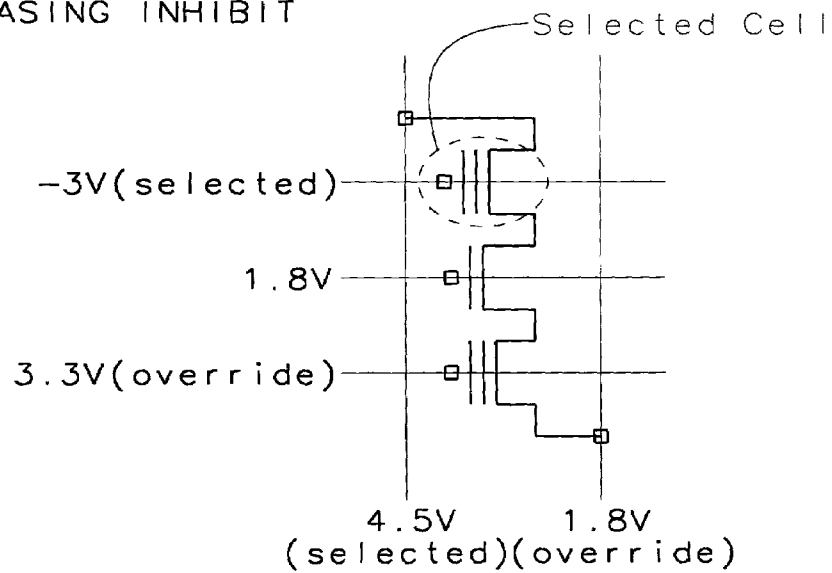 ASING INHIBIT
Selected Cell
-3V(selected)
1.8V
3.3V(override)
4.5V 1.8V
(selected)(override)